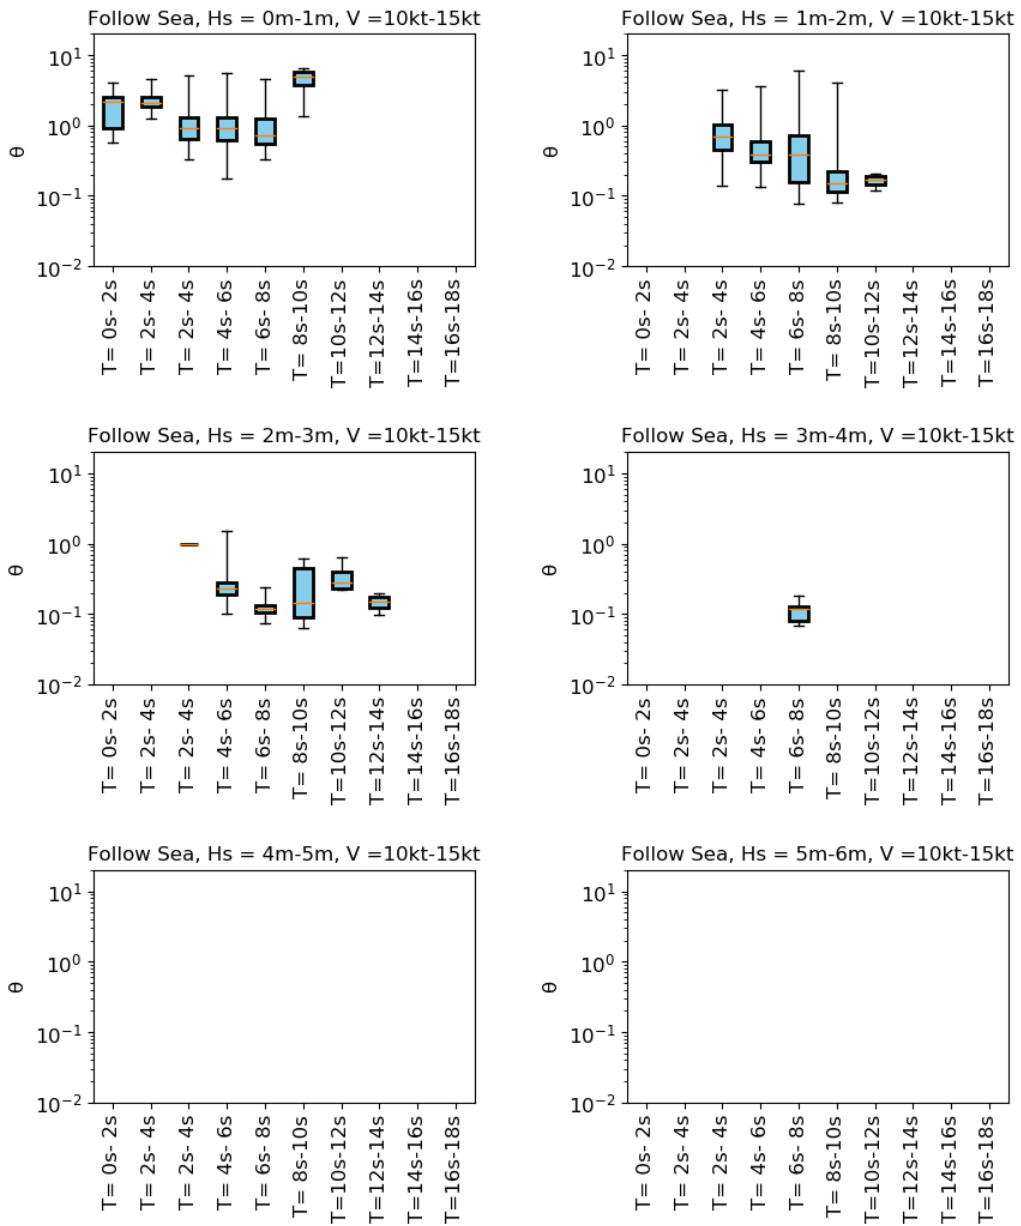 Follow Sea, Hs = 0m-1m, V =10kt-15kt
10¹
10⁰
10⁻¹
10⁻²
θ
T= 0s- 2s
T= 2s- 4s
T= 2s- 4s
T= 4s- 6s
T= 6s- 8s
T= 8s-10s
T=10s-12s
T=12s-14s
T=14s-16s
T=16s-18s
Follow Sea, Hs = 1m-2m, V =10kt-15kt
10¹
10⁰
10⁻¹
10⁻²
θ
T= 0s- 2s
T= 2s- 4s
T= 2s- 4s
T= 4s- 6s
T= 6s- 8s
T= 8s-10s
T=10s-12s
T=12s-14s
T=14s-16s
T=16s-18s
Follow Sea, Hs = 2m-3m, V =10kt-15kt
10¹
10⁰
10⁻¹
10⁻²
θ
T= 0s- 2s
T= 2s- 4s
T= 2s- 4s
T= 4s- 6s
T= 6s- 8s
T= 8s-10s
T=10s-12s
T=12s-14s
T=14s-16s
T=16s-18s
Follow Sea, Hs = 3m-4m, V =10kt-15kt
10¹
10⁰
10⁻¹
10⁻²
θ
T= 0s- 2s
T= 2s- 4s
T= 2s- 4s
T= 4s- 6s
T= 6s- 8s
T= 8s-10s
T=10s-12s
T=12s-14s
T=14s-16s
T=16s-18s
Follow Sea, Hs = 4m-5m, V =10kt-15kt
10¹
10⁰
10⁻¹
10⁻²
θ
T= 0s- 2s
T= 2s- 4s
T= 2s- 4s
T= 4s- 6s
T= 6s- 8s
T= 8s-10s
T=10s-12s
T=12s-14s
T=14s-16s
T=16s-18s
Follow Sea, Hs = 5m-6m, V =10kt-15kt
10¹
10⁰
10⁻¹
10⁻²
θ
T= 0s- 2s
T= 2s- 4s
T= 2s- 4s
T= 4s- 6s
T= 6s- 8s
T= 8s-10s
T=10s-12s
T=12s-14s
T=14s-16s
T=16s-18s